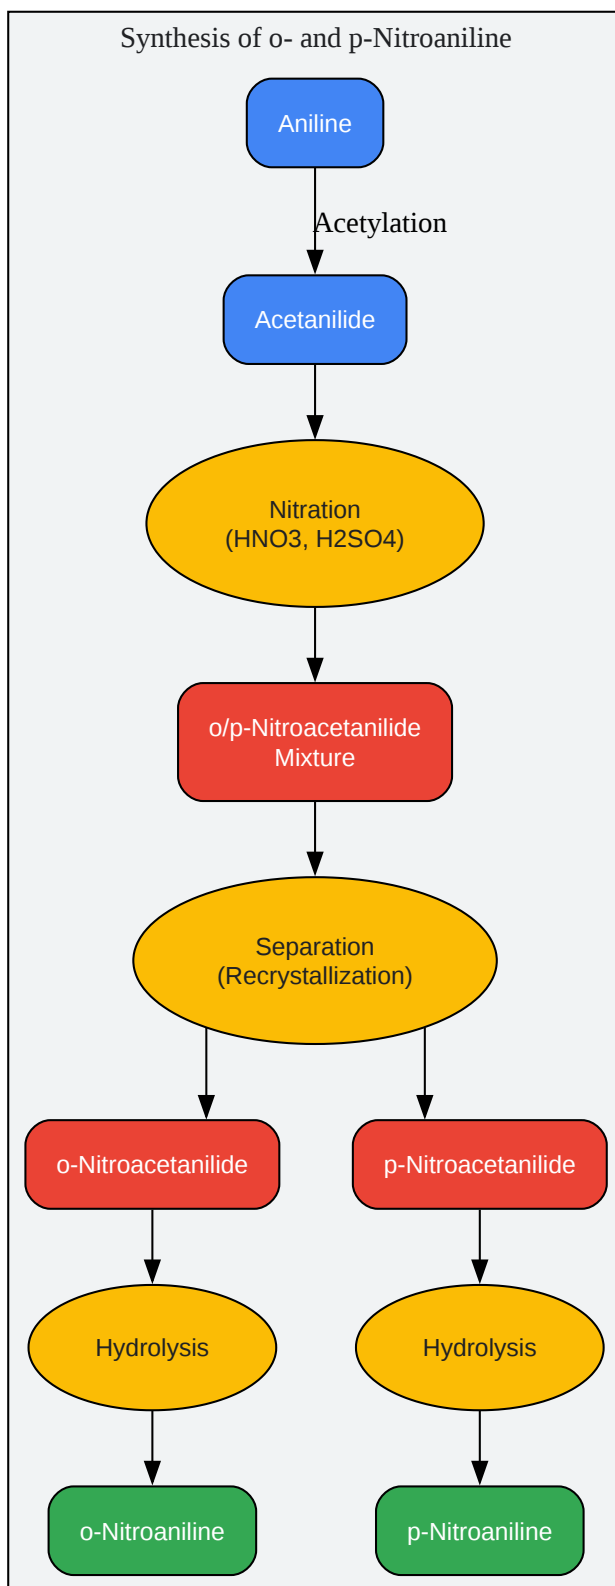 Synthesis of o- and p-Nitroaniline
Aniline
Acetylation
Acetanilide
Nitration
(HNO3, H2SO4)
o/p-Nitroacetanilide
Mixture
Separation
(Recrystallization)
o-Nitroacetanilide
p-Nitroacetanilide
Hydrolysis
Hydrolysis
o-Nitroaniline
p-Nitroaniline